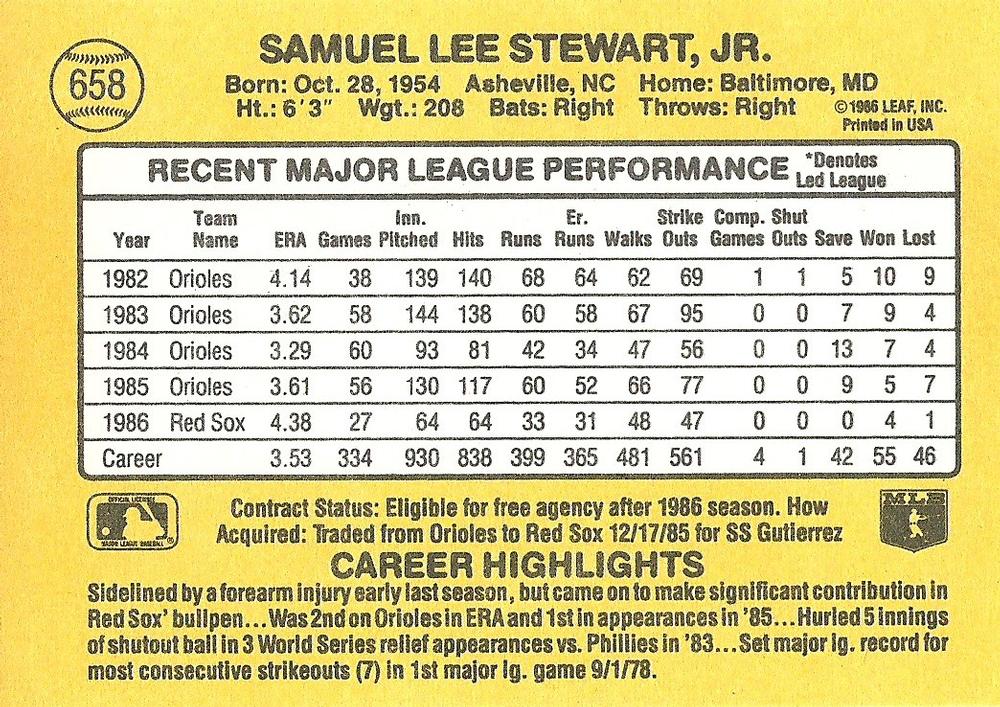 658
SAMUEL LEE STEWART, JR.
Born: Oct. 28, 1954 Asheville, NC Home: Baltimore, MD
Ht.: 6'3" Wgt.: 208 Bats: Right Throws: Right ©1986 LEAF, INC.
Printed in USA
RECENT MAJOR LEAGUE PERFORMANCE *Denotes Led League
Year Team Name ERA Games Inn. Pitched Hits Runs Er. Runs Walks Strike Outs Comp. Games Shut Outs Save Won Lost
1982 Orioles 4.14 38 139 140 68 64 62 69 1 1 5 10 9
1983 Orioles 3.62 58 144 138 60 58 67 95 0 0 7 9 4
1984 Orioles 3.29 60 93 81 42 34 47 56 0 0 13 7 4
1985 Orioles 3.61 56 130 117 60 52 66 77 0 0 9 5 7
1986 Red Sox 4.38 27 64 64 33 31 48 47 0 0 0 4 1
Career 3.53 334 930 838 399 365 481 561 4 1 42 55 46
OFFICIAL LICENSEE
MAJOR LEAGUE BASEBALL ®
MLB
Contract Status: Eligible for free agency after 1986 season. How
Acquired: Traded from Orioles to Red Sox 12/17/85 for SS Gutierrez
CAREER HIGHLIGHTS
Sidelined by a forearm injury early last season, but came on to make significant contribution in
Red Sox' bullpen...Was 2nd on Orioles in ERA and 1st in appearances in '85...Hurled 5 innings
of shutout ball in 3 World Series relief appearances vs. Phillies in '83...Set major lg. record for
most consecutive strikeouts (7) in 1st major lg. game 9/1/78.